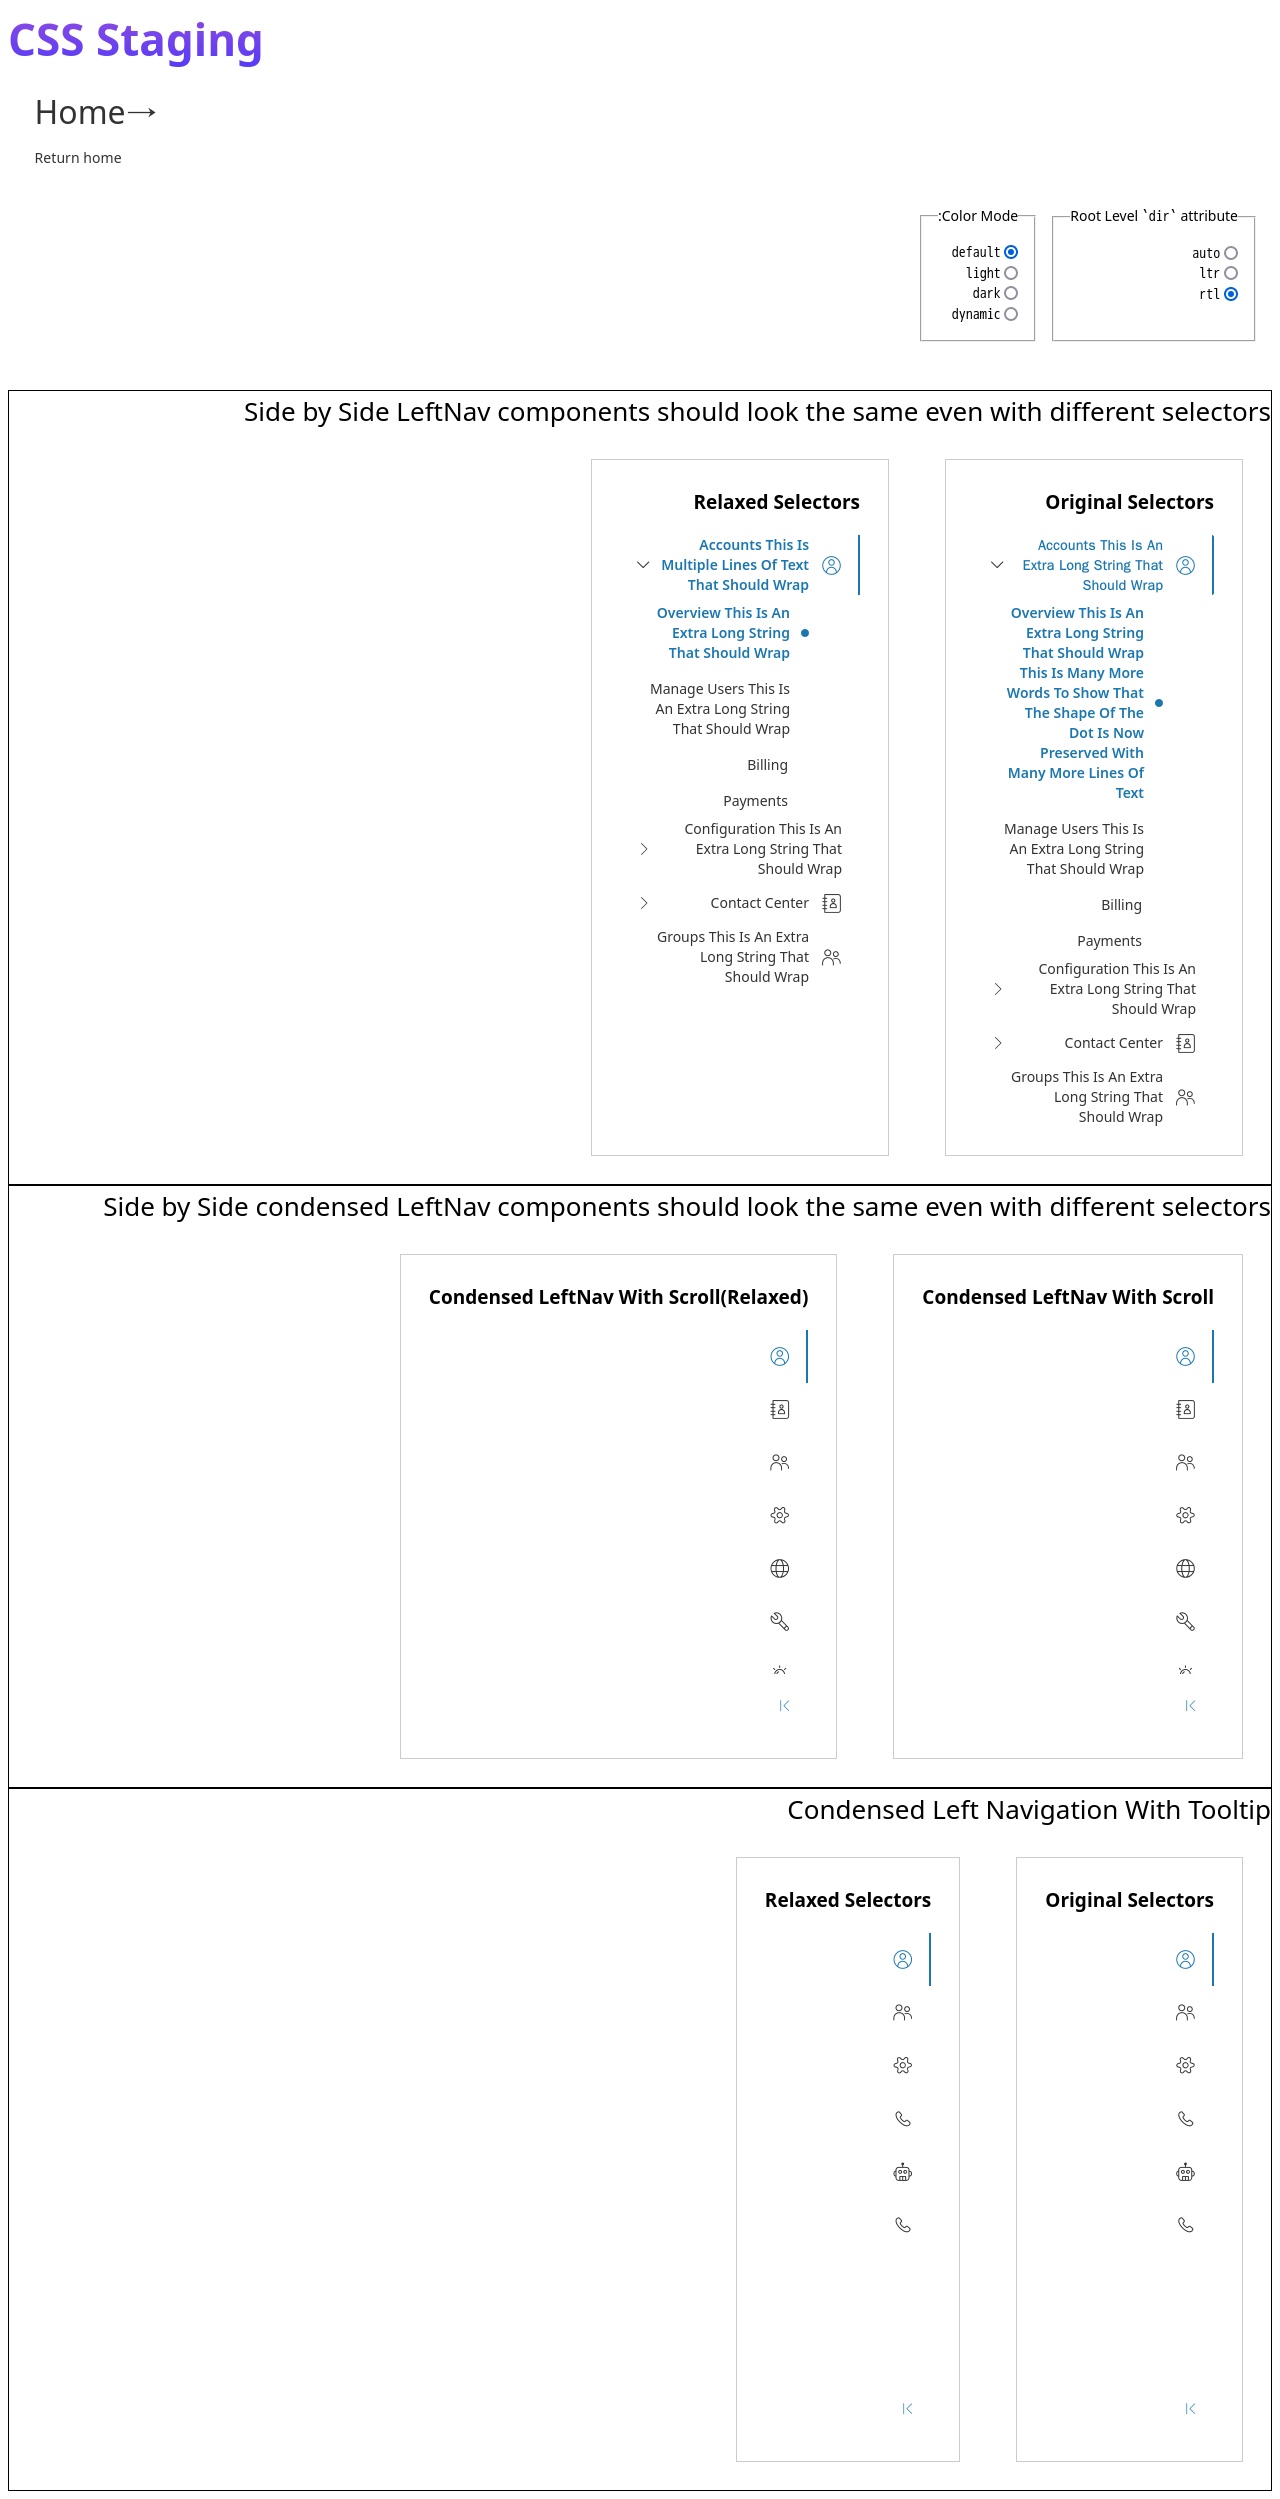 CSS Staging
Home→
Return home
Root Level `dir` attribute
auto
ltr
rtl
:Color Mode
default
light
dark
dynamic
Side by Side LeftNav components should look the same even with different selectors
Original Selectors
Accounts This Is An
Extra Long String That
Should Wrap
Overview This Is An
Extra Long String
That Should Wrap
This Is Many More
Words To Show That
The Shape Of The
Dot Is Now
Preserved With
Many More Lines Of
Text
Manage Users This Is
An Extra Long String
That Should Wrap
Billing
Payments
Configuration This Is An
Extra Long String That
Should Wrap
Contact Center
Groups This Is An Extra
Long String That
Should Wrap
Relaxed Selectors
Accounts This Is
Multiple Lines Of Text
That Should Wrap
Overview This Is An
Extra Long String
That Should Wrap
Manage Users This Is
An Extra Long String
That Should Wrap
Billing
Payments
Configuration This Is An
Extra Long String That
Should Wrap
Contact Center
Groups This Is An Extra
Long String That
Should Wrap
Side by Side condensed LeftNav components should look the same even with different selectors
Condensed LeftNav With Scroll
Condensed LeftNav With Scroll(Relaxed)
Condensed Left Navigation With Tooltip
Original Selectors
Relaxed Selectors